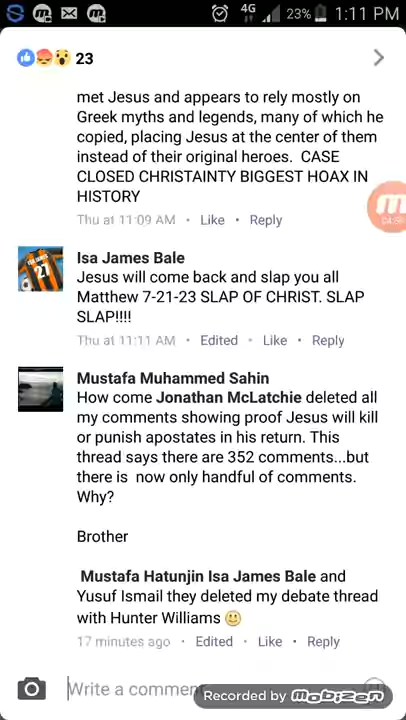 4G 23% 1:11 PM
23
met Jesus and appears to rely mostly on
Greek myths and legends, many of which he
copied, placing Jesus at the center of them
instead of their original heroes. CASE
CLOSED CHRISTAINTY BIGGEST HOAX IN
HISTORY
Thu at 11:09 AM • Like • Reply
Isa James Bale
Jesus will come back and slap you all
Matthew 7-21-23 SLAP OF CHRIST. SLAP
SLAP!!!!
Thu at 11:11 AM • Edited • Like • Reply
Mustafa Muhammed Sahin
How come Jonathan McLatchie deleted all
my comments showing proof Jesus will kill
or punish apostates in his return. This
thread says there are 352 comments...but
there is now only handful of comments.
Why?
Brother
Mustafa Hatunjin Isa James Bale and
Yusuf Ismail they deleted my debate thread
with Hunter Williams
17 minutes ago • Edited • Like • Reply
Write a comment
Recorded by mobizen